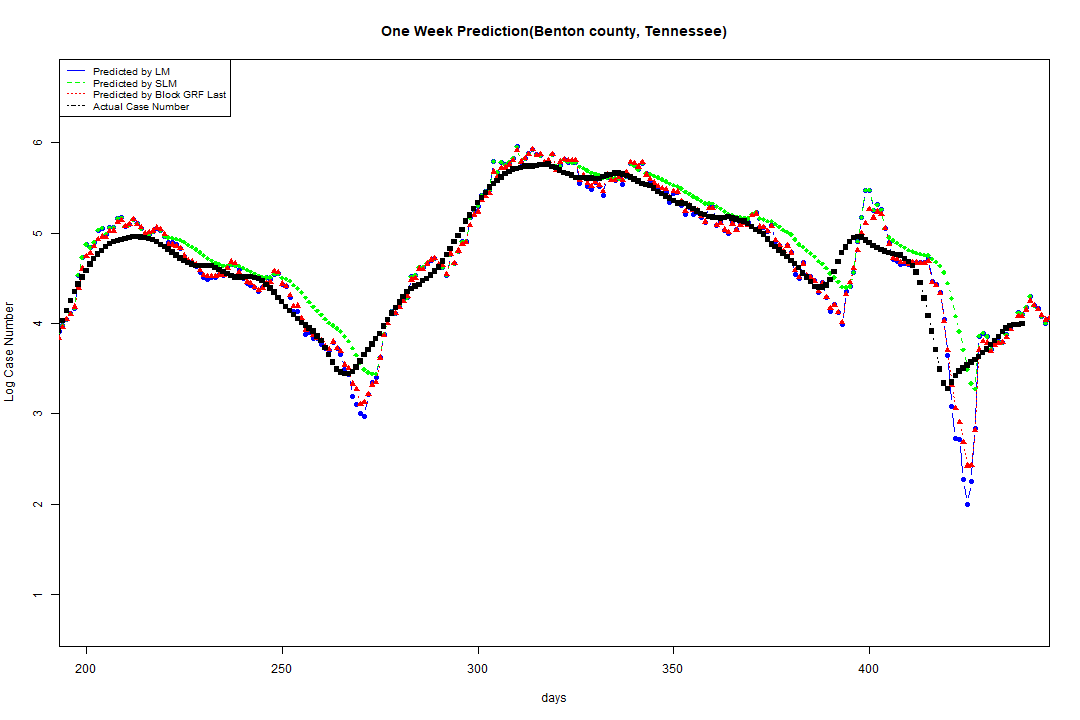 One Week Prediction(Benton county, Tennessee)
Predicted by LM
Predicted by SLM
Predicted by Block GRF Last
Actual Case Number
6
5
4
3
2
1
Log Case Number
200 250 300 350 400
days